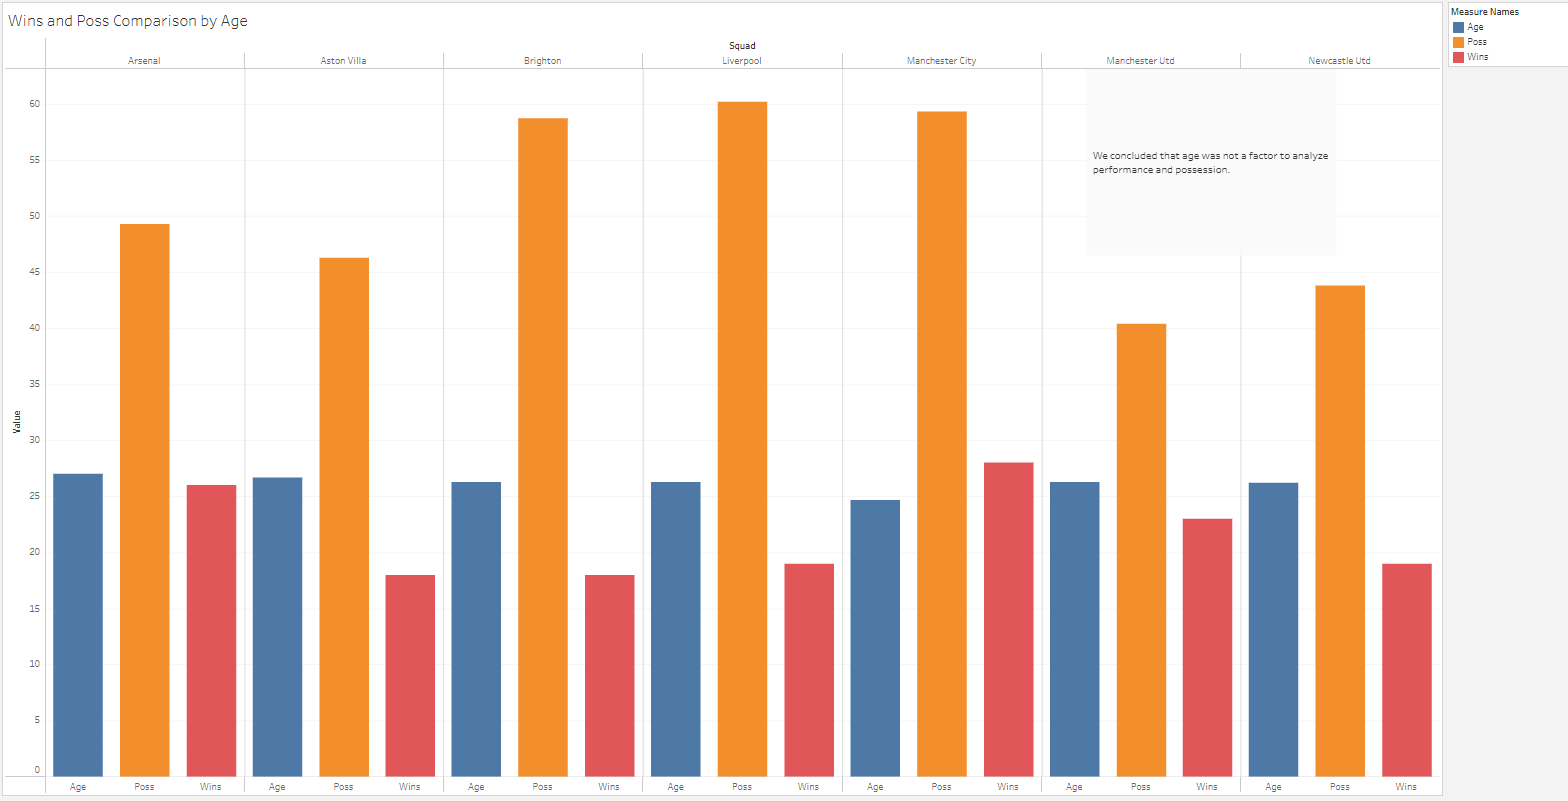 Wins and Poss Comparison by Age
Measure Names
Age
Poss
Wins
Squad
Arsenal Aston Villa Brighton Liverpool Manchester City Manchester Utd Newcastle Utd
We concluded that age was not a factor to analyze
performance and possession.
Value
60
55
50
45
40
35
30
25
20
15
10
5
0
Age Poss Wins Age Poss Wins Age Poss Wins Age Poss Wins Age Poss Wins Age Poss Wins Age Poss Wins